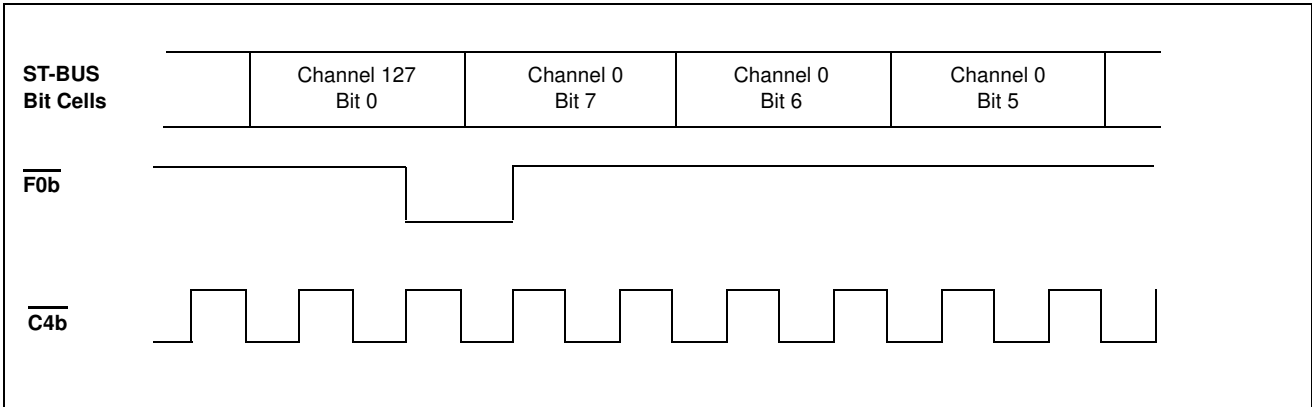 ST-BUS
Bit Cells
Channel 127
Bit 0
Channel 0
Bit 7
Channel 0
Bit 6
Channel 0
Bit 5
F0b
C4b